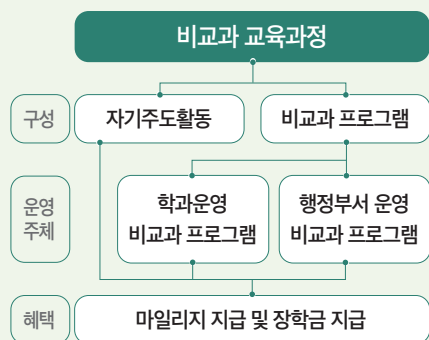 비교과 교육과정
구성
자기주도활동
비교과 프로그램
운영
주체
학과운영
비교과 프로그램
행정부서 운영
비교과 프로그램
혜택
마일리지 지급 및 장학금 지급